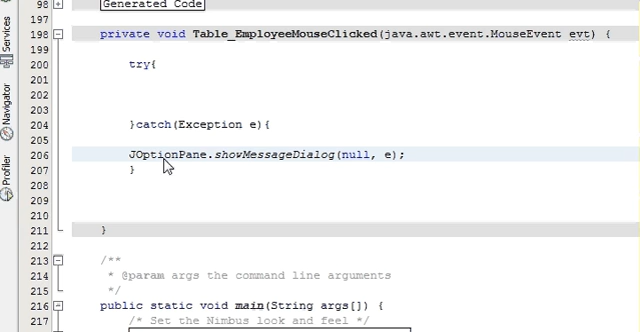 98 Generated Code
197
198 private void Table_EmployeeMouseClicked(java.awt.event.MouseEvent evt) {
199
200 try{
201
202
203
204 }catch(Exception e){
205
206 JOptionPane.showMessageDialog(null, e);
207 }
208
209
210
211 }
212
213 /**
214 * @param args the command line arguments
215 */
216 public static void main(String args[]) {
217 /* Set the Nimbus look and feel */
Services
Navigator
Profiler